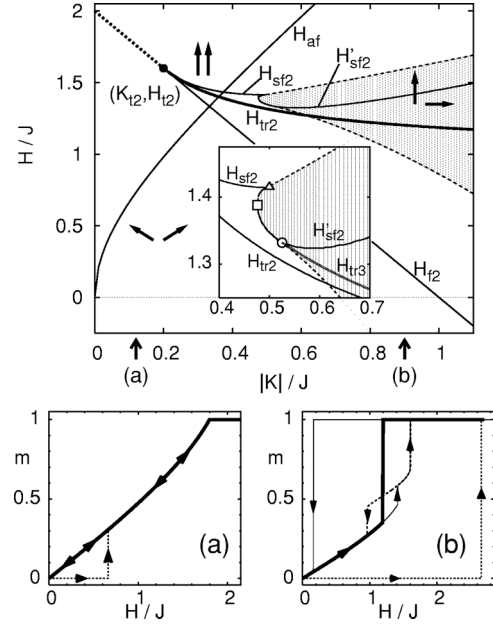 2
H_af
H_sf2
H'_sf2
1.5
(K_t2,H_t2)
H_tr2
H / J
1
H_sf2
1.4
H'_sf2
0.5
H_tr2
H_tr3
1.3
H_f2
0.4 0.5 0.6 0.7
0
0 0.2 0.4 0.6 0.8 1
(a) |K| / J (b)
1 1
m m
0.5 0.5
(a) (b)
0 0
0 1 2 0 1 2
H / J H / J